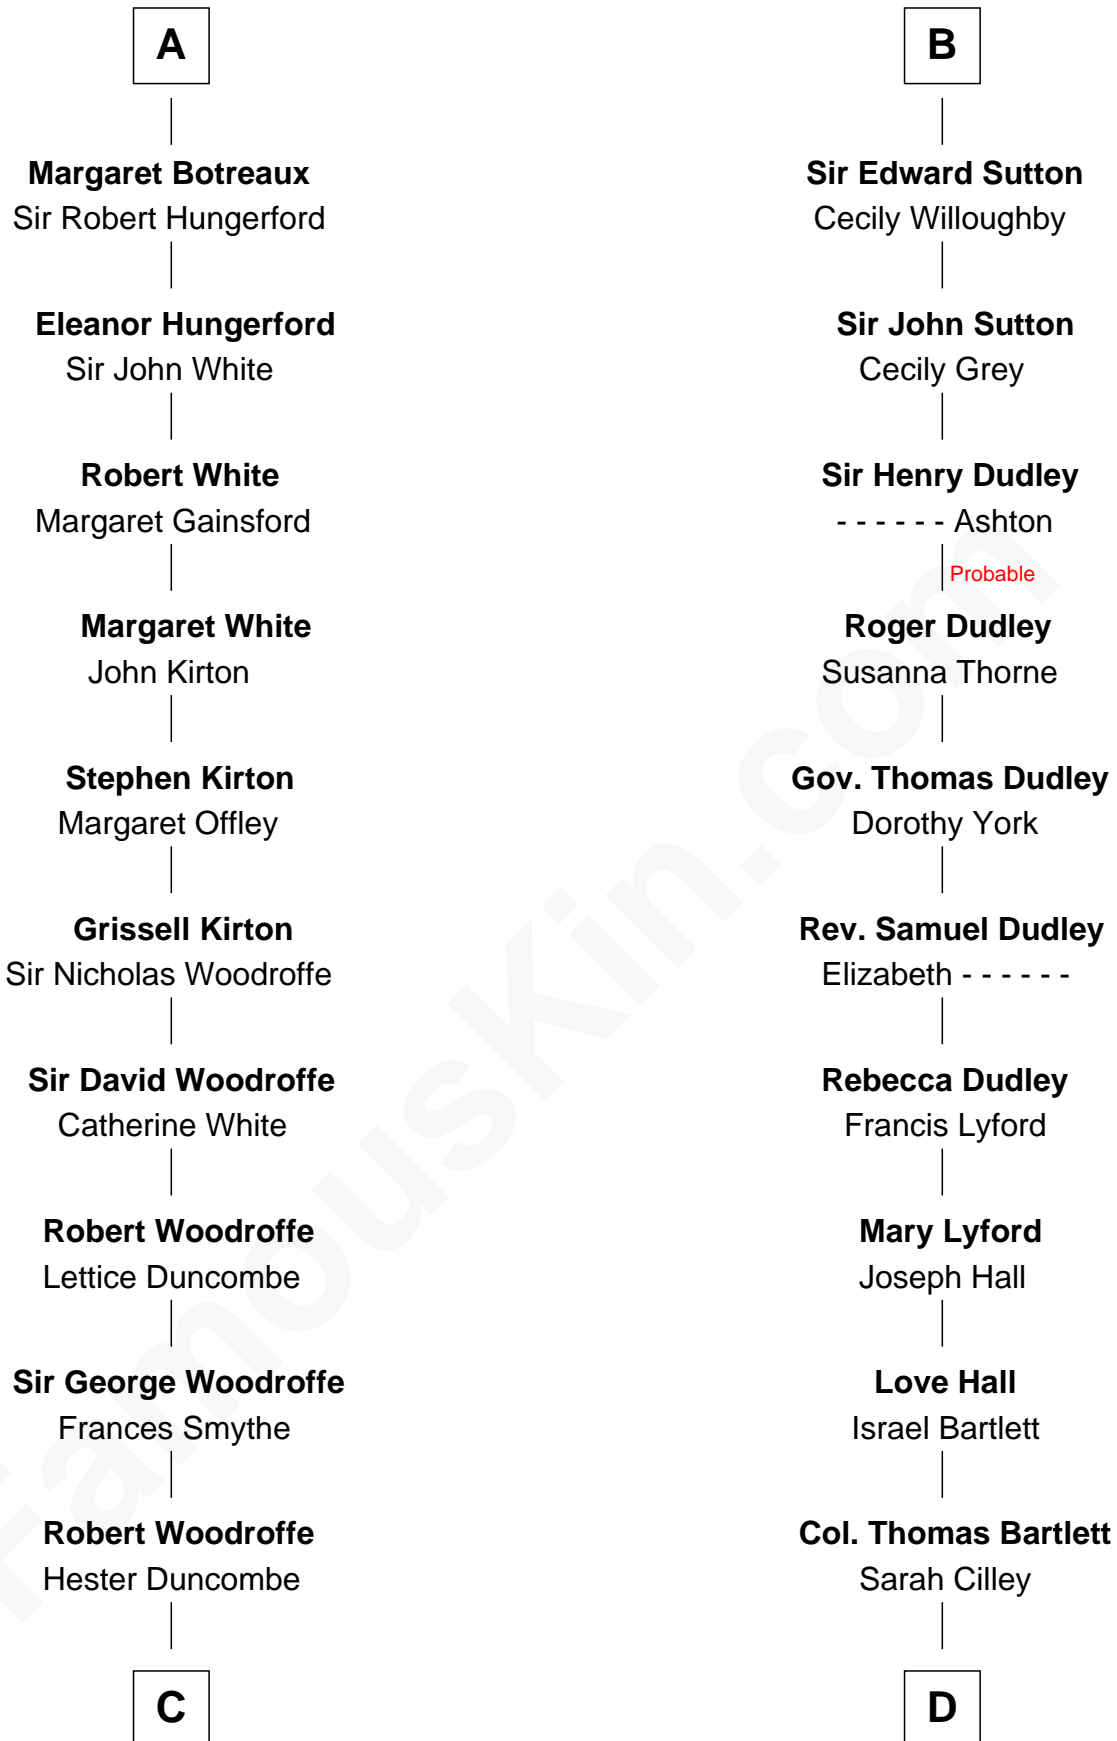 A
Margaret Botreaux
Sir Robert Hungerford
Eleanor Hungerford
Sir John White
Robert White
Margaret Gainsford
Margaret White
John Kirton
Stephen Kirton
Margaret Offley
Grissell Kirton
Sir Nicholas Woodroffe
Sir David Woodroffe
Catherine White
Robert Woodroffe
Lettice Duncombe
Sir George Woodroffe
Frances Smythe
Robert Woodroffe
Hester Duncombe
C
B
Sir Edward Sutton
Cecily Willoughby
Sir John Sutton
Cecily Grey
Sir Henry Dudley
- - - - - - Ashton
Probable
Roger Dudley
Susanna Thorne
Gov. Thomas Dudley
Dorothy York
Rev. Samuel Dudley
Elizabeth - - - - - -
Rebecca Dudley
Francis Lyford
Mary Lyford
Joseph Hall
Love Hall
Israel Bartlett
Col. Thomas Bartlett
Sarah Cilley
D
FamousKin.com